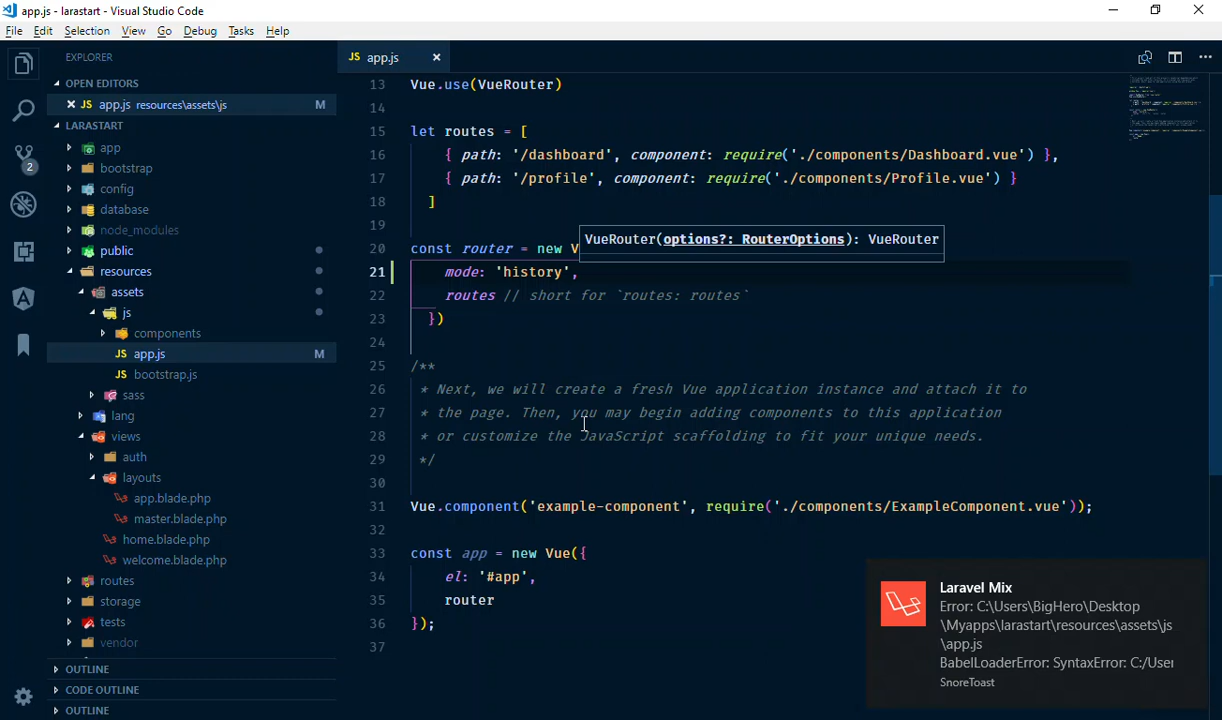 app.js - larastart - Visual Studio Code
File Edit Selection View Go Debug Tasks Help
EXPLORER
OPEN EDITORS
JS app.js resources\assets\js M
LARASTART
app
bootstrap
config
database
node_modules
public
resources
assets
js
components
JS app.js M
JS bootstrap.js
sass
lang
views
auth
layouts
app.blade.php
master.blade.php
home.blade.php
welcome.blade.php
routes
storage
tests
vendor
OUTLINE
CODE OUTLINE
OUTLINE
2
JS app.js
13 Vue.use(VueRouter)
14
15 let routes = [
16 { path: '/dashboard', component: require('./components/Dashboard.vue') },
17 { path: '/profile', component: require('./components/Profile.vue') }
18 ]
19
20 const router = new V
VueRouter(options?: RouterOptions): VueRouter
21 mode: 'history',
22 routes // short for `routes: routes`
23 })
24
25 /**
26 * Next, we will create a fresh Vue application instance and attach it to
27 * the page. Then, you may begin adding components to this application
28 * or customize the JavaScript scaffolding to fit your unique needs.
29 */
30
31 Vue.component('example-component', require('./components/ExampleComponent.vue'));
32
33 const app = new Vue({
34 el: '#app',
35 router
36 });
37
Laravel Mix
Error: C:\Users\BigHero\Desktop
\Myapps\larastart\resources\assets\js
\app.js
BabelLoaderError: SyntaxError: C:/User
SnoreToast